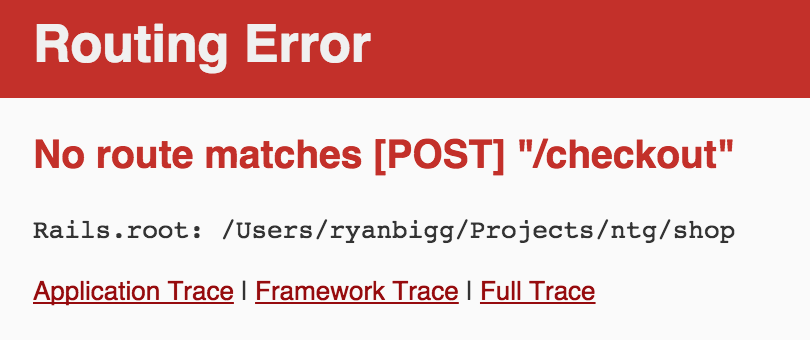 Routing Error
No route matches [POST] "/checkout"
Rails.root: /Users/ryanbigg/Projects/ntg/shop
Application Trace | Framework Trace | Full Trace